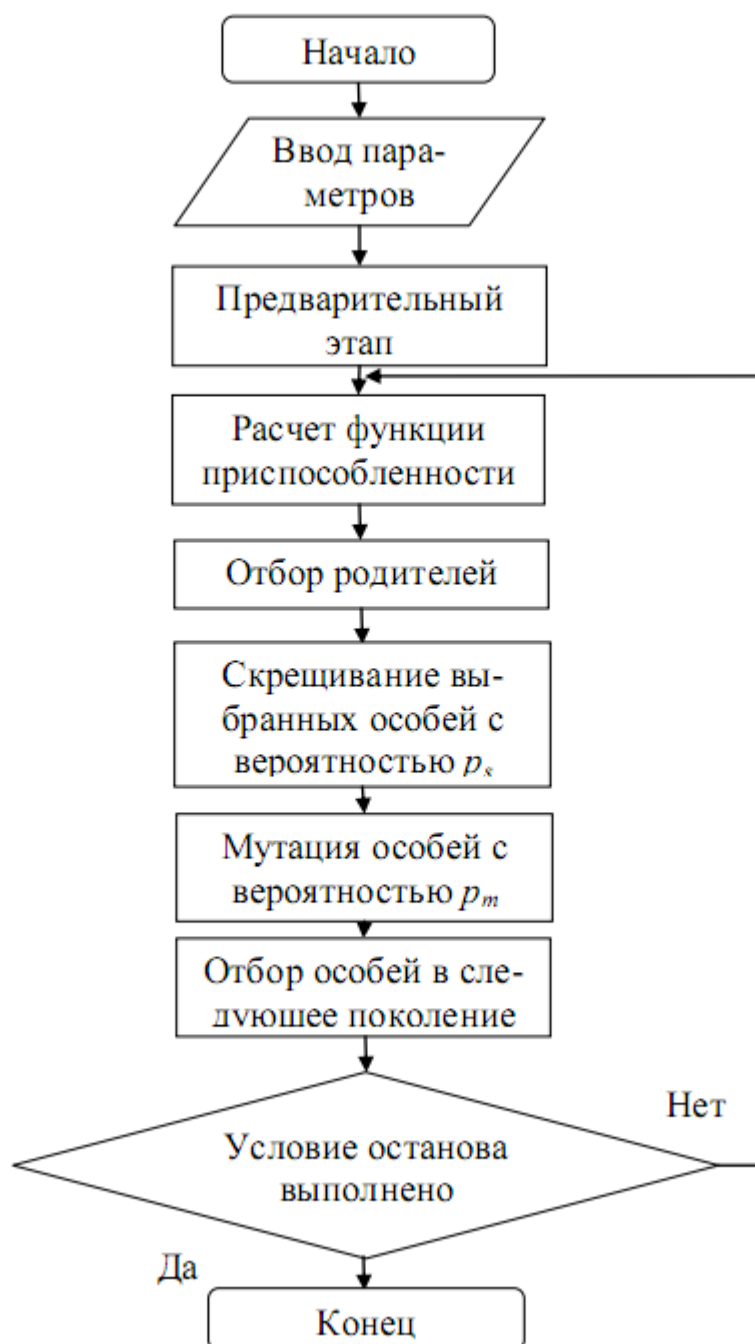 Начало
Ввод пара-
метров
Предварительный
этап
Расчет функции
приспособленности
Отбор родителей
Скрещивание вы-
бранных особей с
вероятностью pₛ
Мутация особей с
вероятностью pₘ
Отбор особей в сле-
дующее поколение
Нет
Условие останова
выполнено
Да
Конец